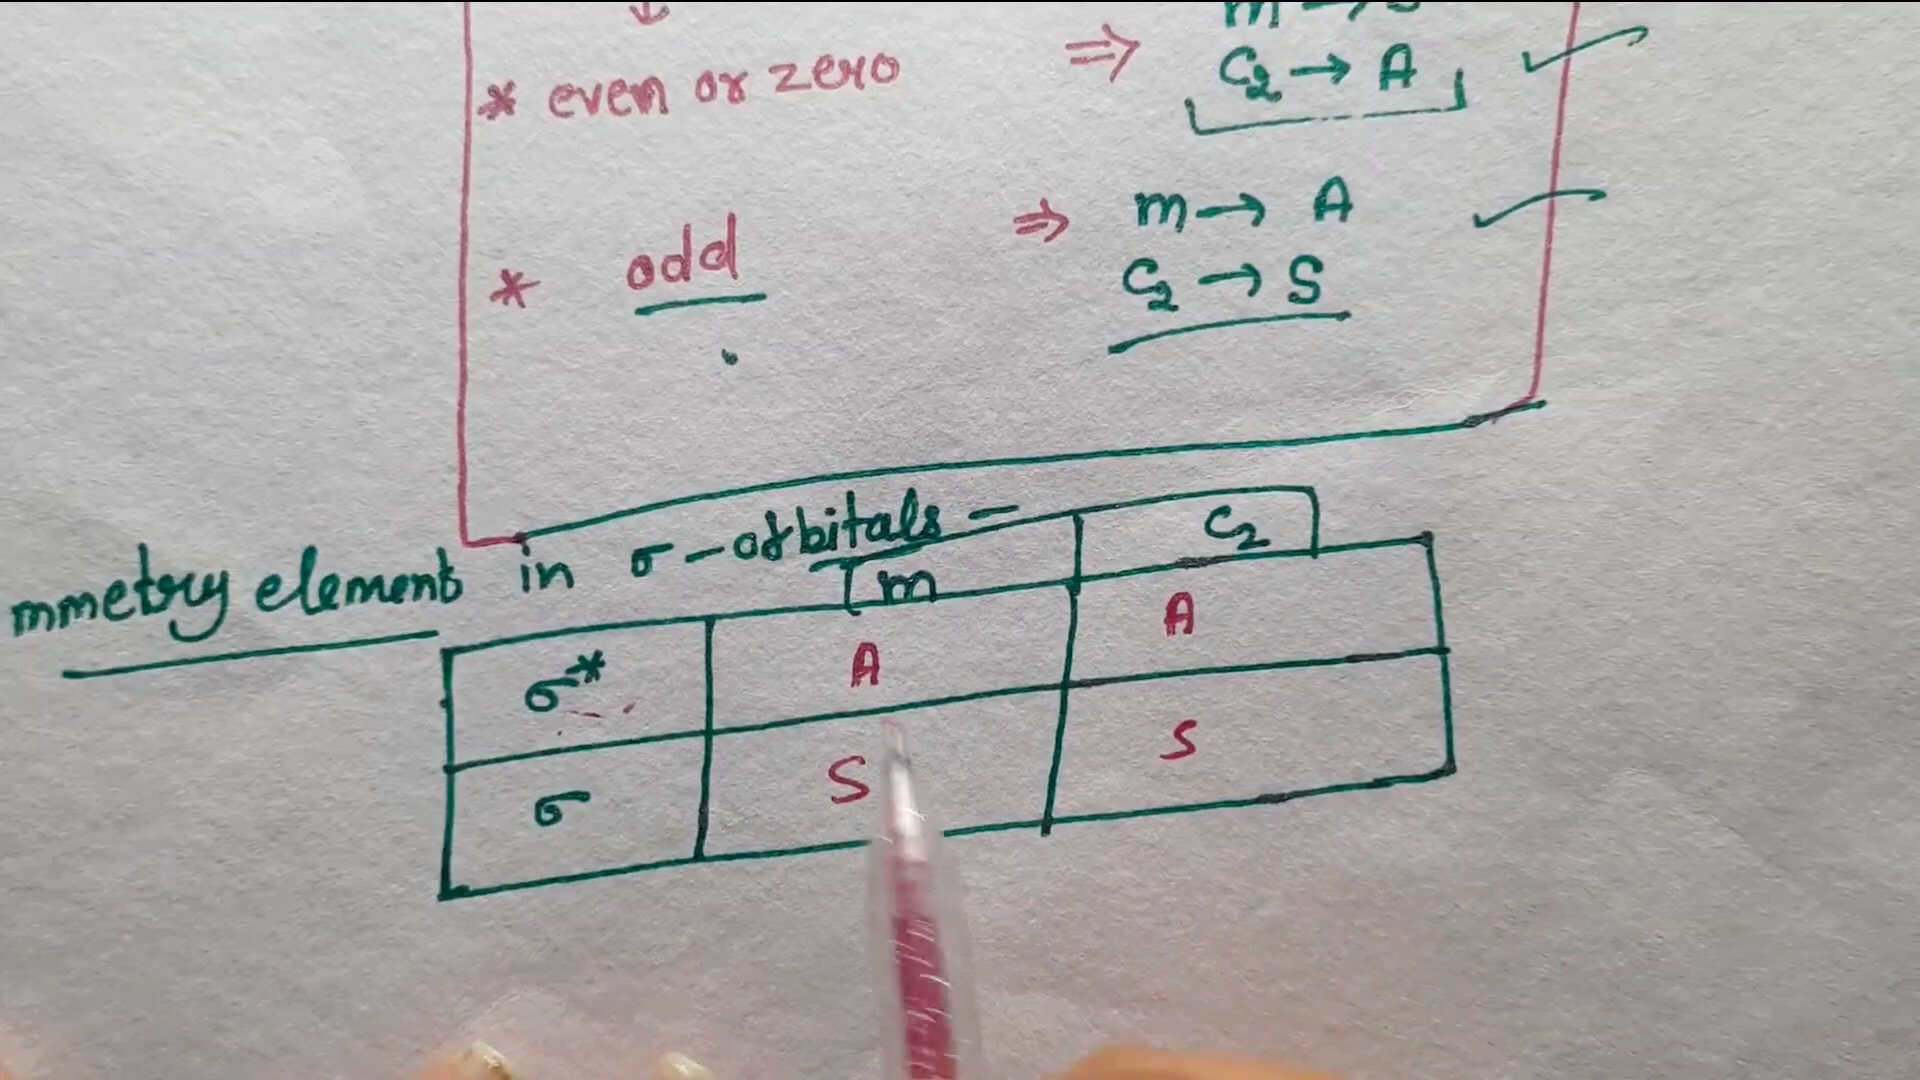 m → S
* even or zero ⇒ C₂ → A
m → A
* odd ⇒ C₂ → S
mmetry element in σ-orbitals -
m C₂
σ* A A
σ S S